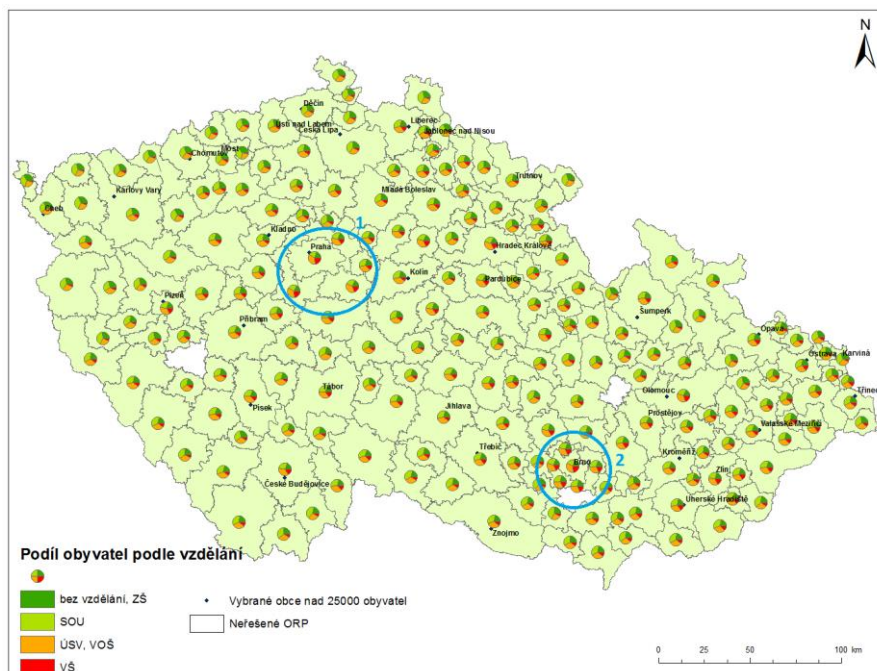 N
Děčín
Ústí nad Labem
Česká Lípa
Liberec
Jablonec nad Nisou
Most
Chomutov
Trutnov
Karlovy Vary
Mladá Boleslav
Cheb
1
Kladno
Praha
Hradec Králové
Kolín
Pardubice
Plzeň
Šumperk
Příbram
Opava
Ostrava
Karviná
Třinec
Olomouc
Tábor
Písek
Jihlava
Prostějov
Valašské Meziříčí
Třebíč
2
Brno
Kroměříž
Zlín
České Budějovice
Uherské Hradiště
Znojmo
Podíl obyvatel podle vzdělání
bez vzdělání, ZŠ
SOU
ÚSV, VOŠ
VŠ
Vybrané obce nad 25000 obyvatel
Neřešené ORP
0 25 50 100 km